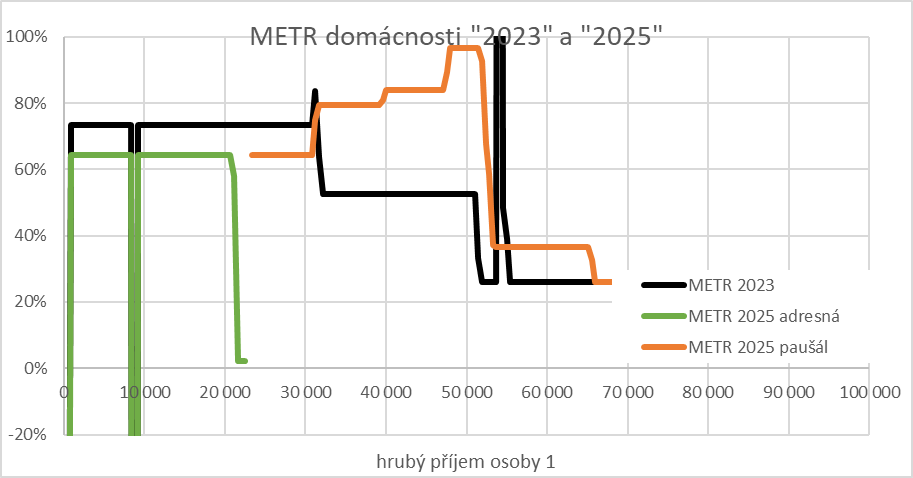 METR domácnosti "2023" a "2025"
100%
80%
60%
40%
20%
0%
-20%
0 10 000 20 000 30 000 40 000 50 000 60 000 70 000 80 000 90 000 100 000
METR 2023
METR 2025 adresná
METR 2025 paušál
hrubý příjem osoby 1